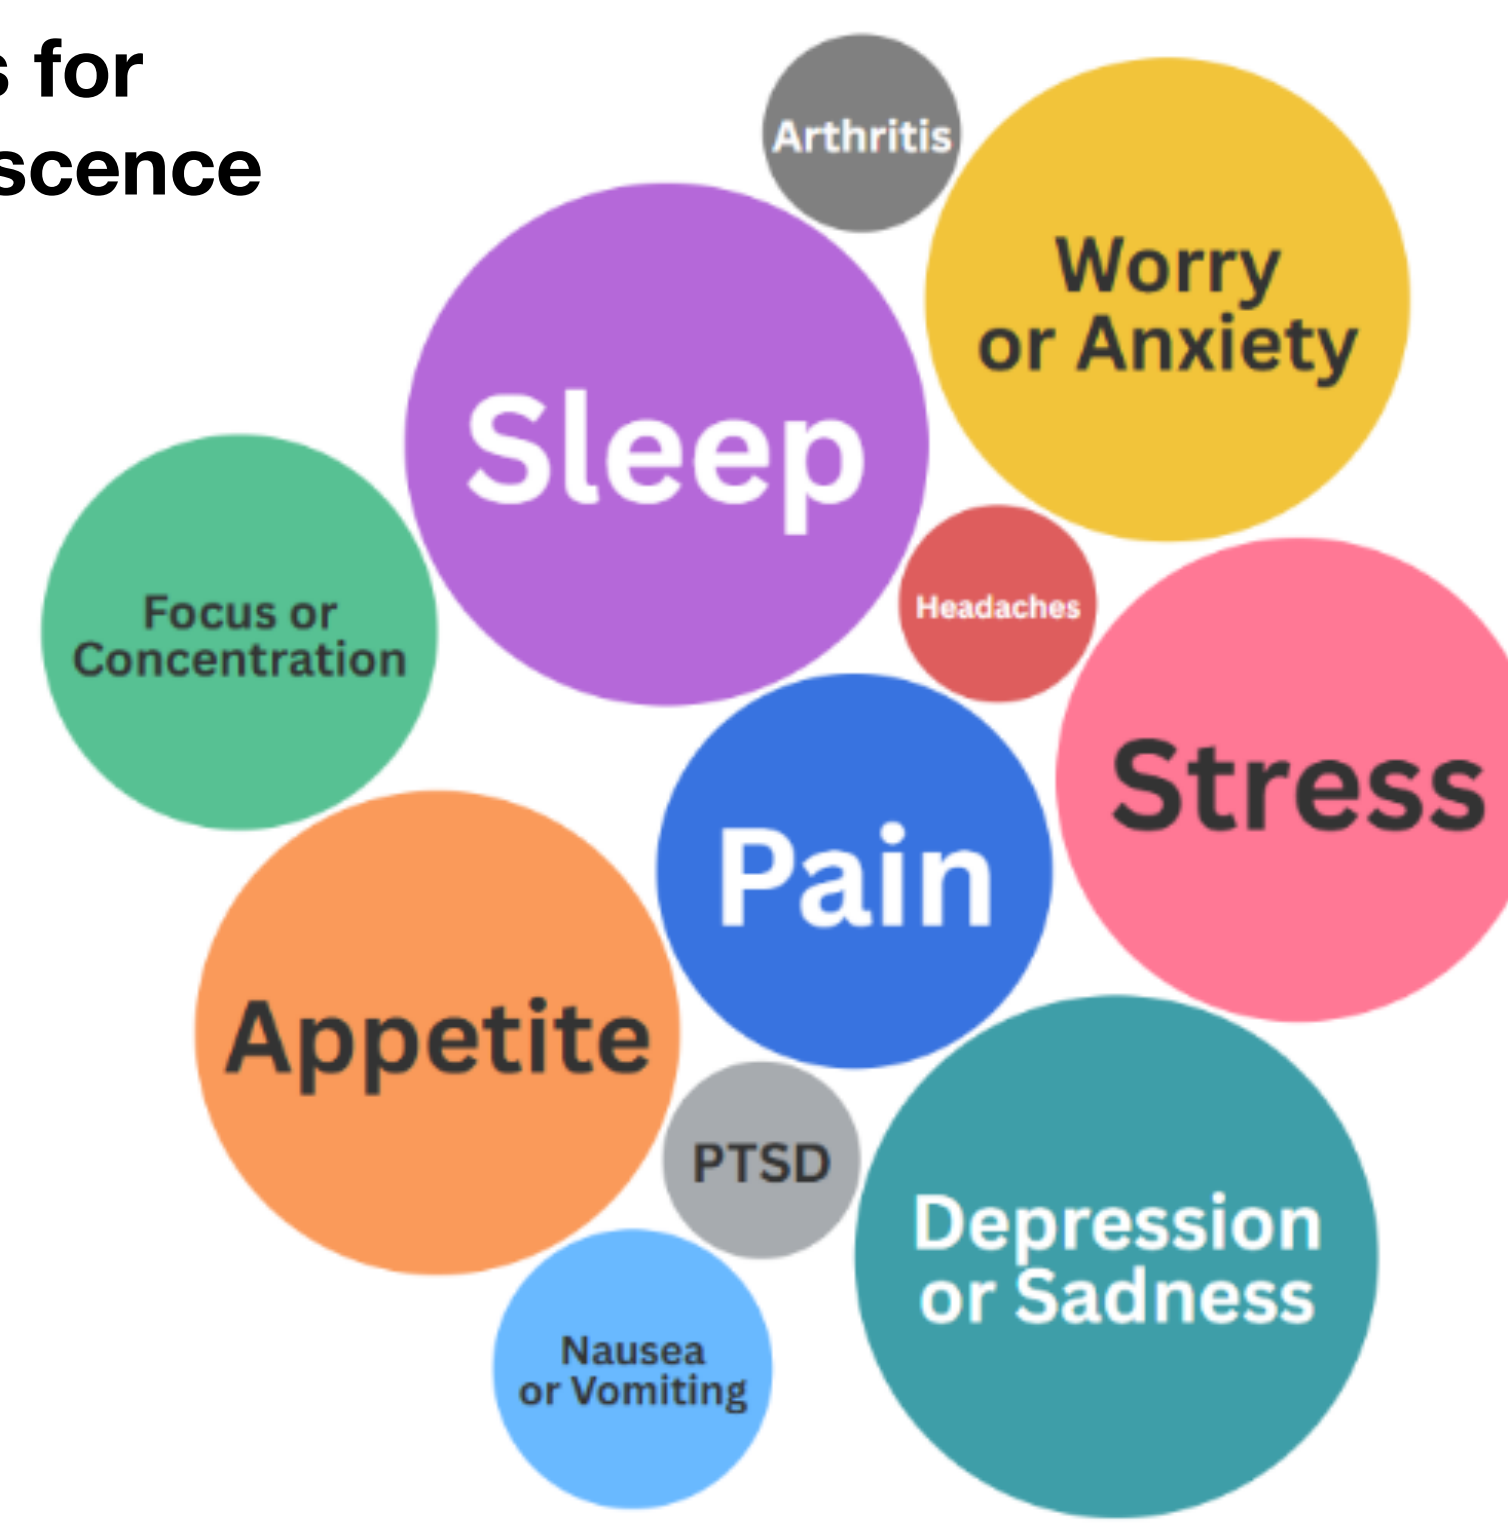 s for
scence
Arthritis
Worry
or Anxiety
Sleep
Focus or
Concentration
Headaches
Stress
Pain
Appetite
PTSD
Depression
or Sadness
Nausea
or Vomiting